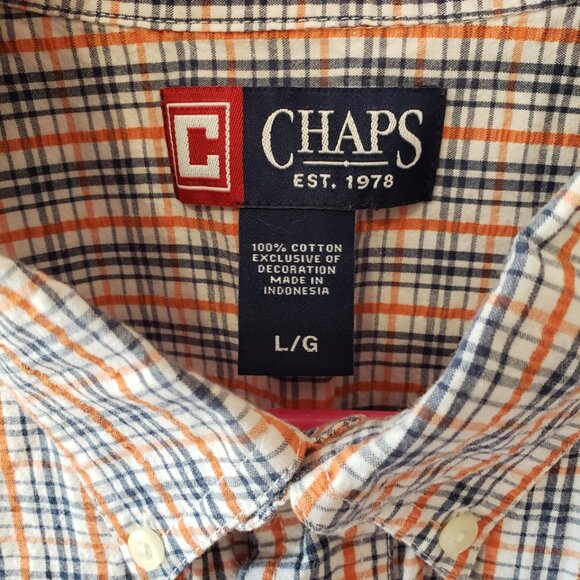 C
CHAPS
EST. 1978
100% COTTON
EXCLUSIVE OF
DECORATION
MADE IN
INDONESIA
L/G